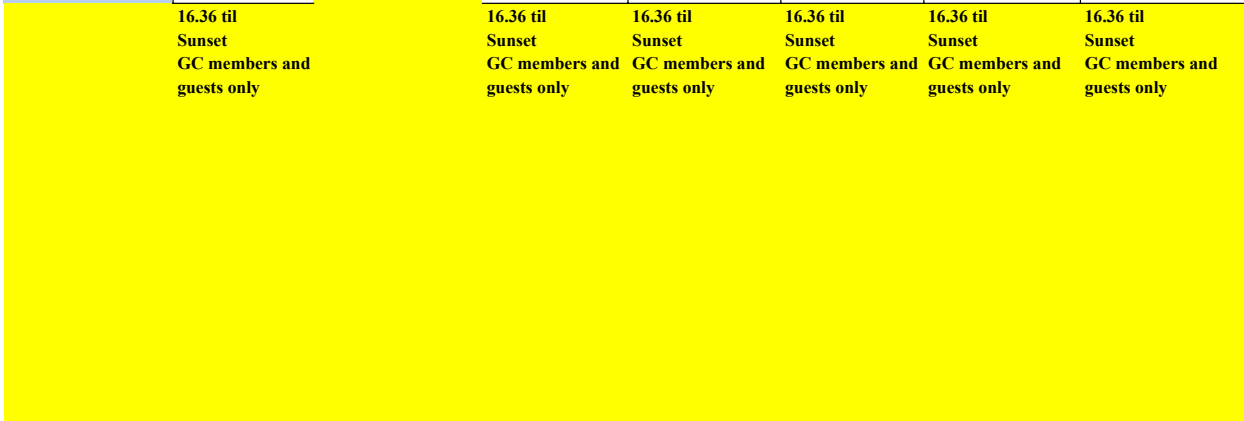 16.36 til
Sunset
GC members and
guests only
16.36 til
Sunset
GC members and
guests only
16.36 til
Sunset
GC members and
guests only
16.36 til
Sunset
GC members and
guests only
16.36 til
Sunset
GC members and
guests only
16.36 til
Sunset
GC members and
guests only